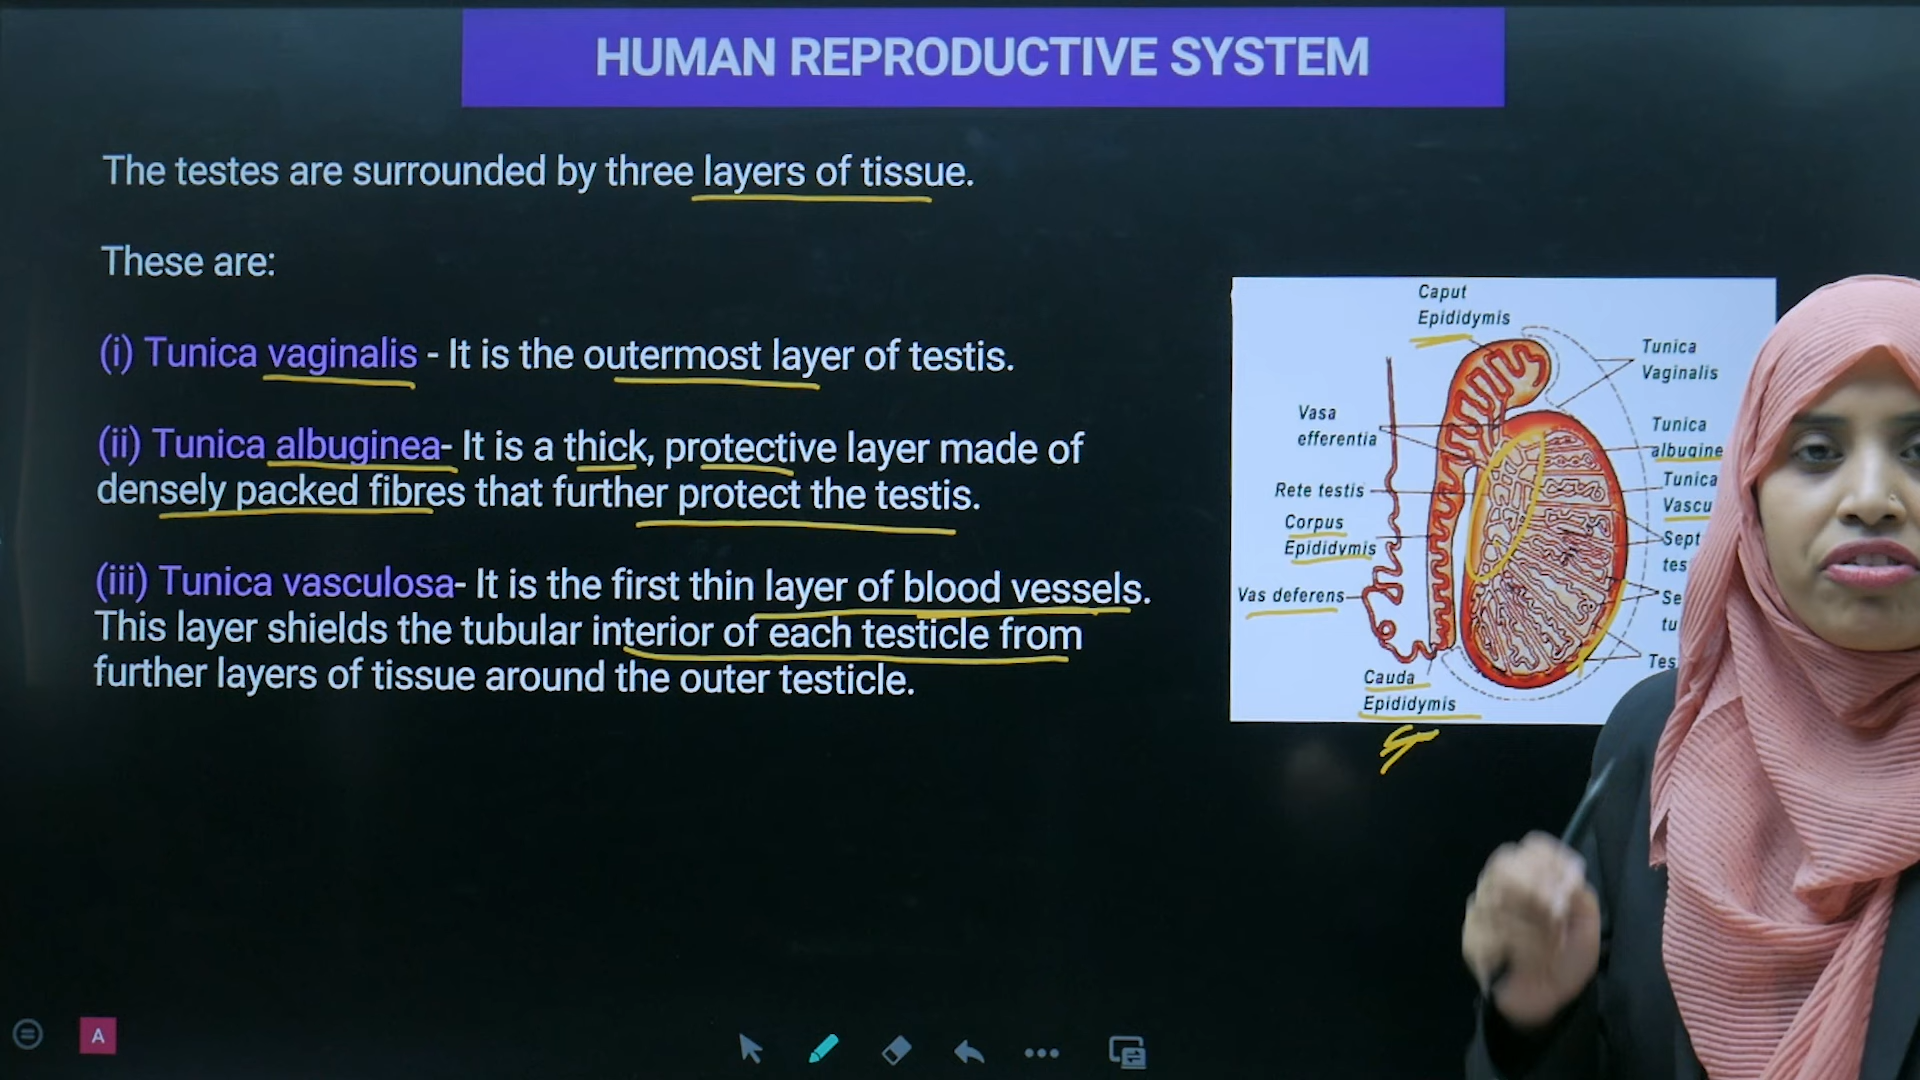 HUMAN REPRODUCTIVE SYSTEM
The testes are surrounded by three layers of tissue.
These are:
(i) Tunica vaginalis - It is the outermost layer of testis.
(ii) Tunica albuginea- It is a thick, protective layer made of
densely packed fibres that further protect the testis.
(iii) Tunica vasculosa- It is the first thin layer of blood vessels.
This layer shields the tubular interior of each testicle from
further layers of tissue around the outer testicle.
Caput
Epididymis
Tunica
Vaginalis
Vasa
efferentia
Tunica
albugine
Rete testis
Tunica
Vascu
Corpus
Epididymis
Sept
tes
Vas deferens
Se
tu
Tes
Cauda
Epididymis
A